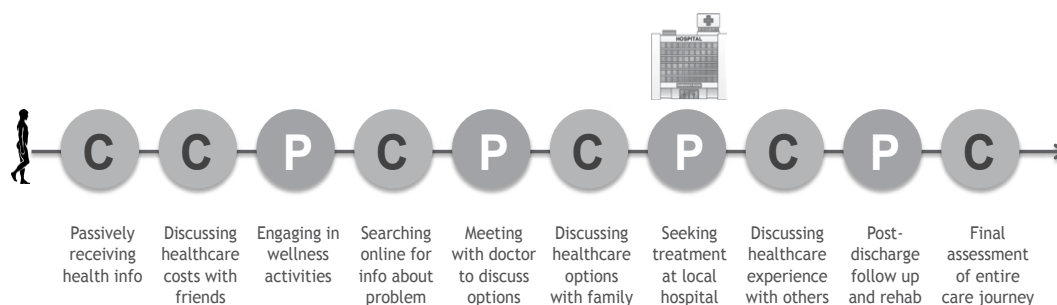 HOSPITAL
C C P C P C P C P C
Passively
receiving
health info
Discussing
healthcare
costs with
friends
Engaging in
wellness
activities
Searching
online for
info about
problem
Meeting
with doctor
to discuss
options
Discussing
healthcare
options
with family
Seeking
treatment
at local
hospital
Discussing
healthcare
experience
with others
Post-
discharge
follow up
and rehab
Final
assessment
of entire
care journey